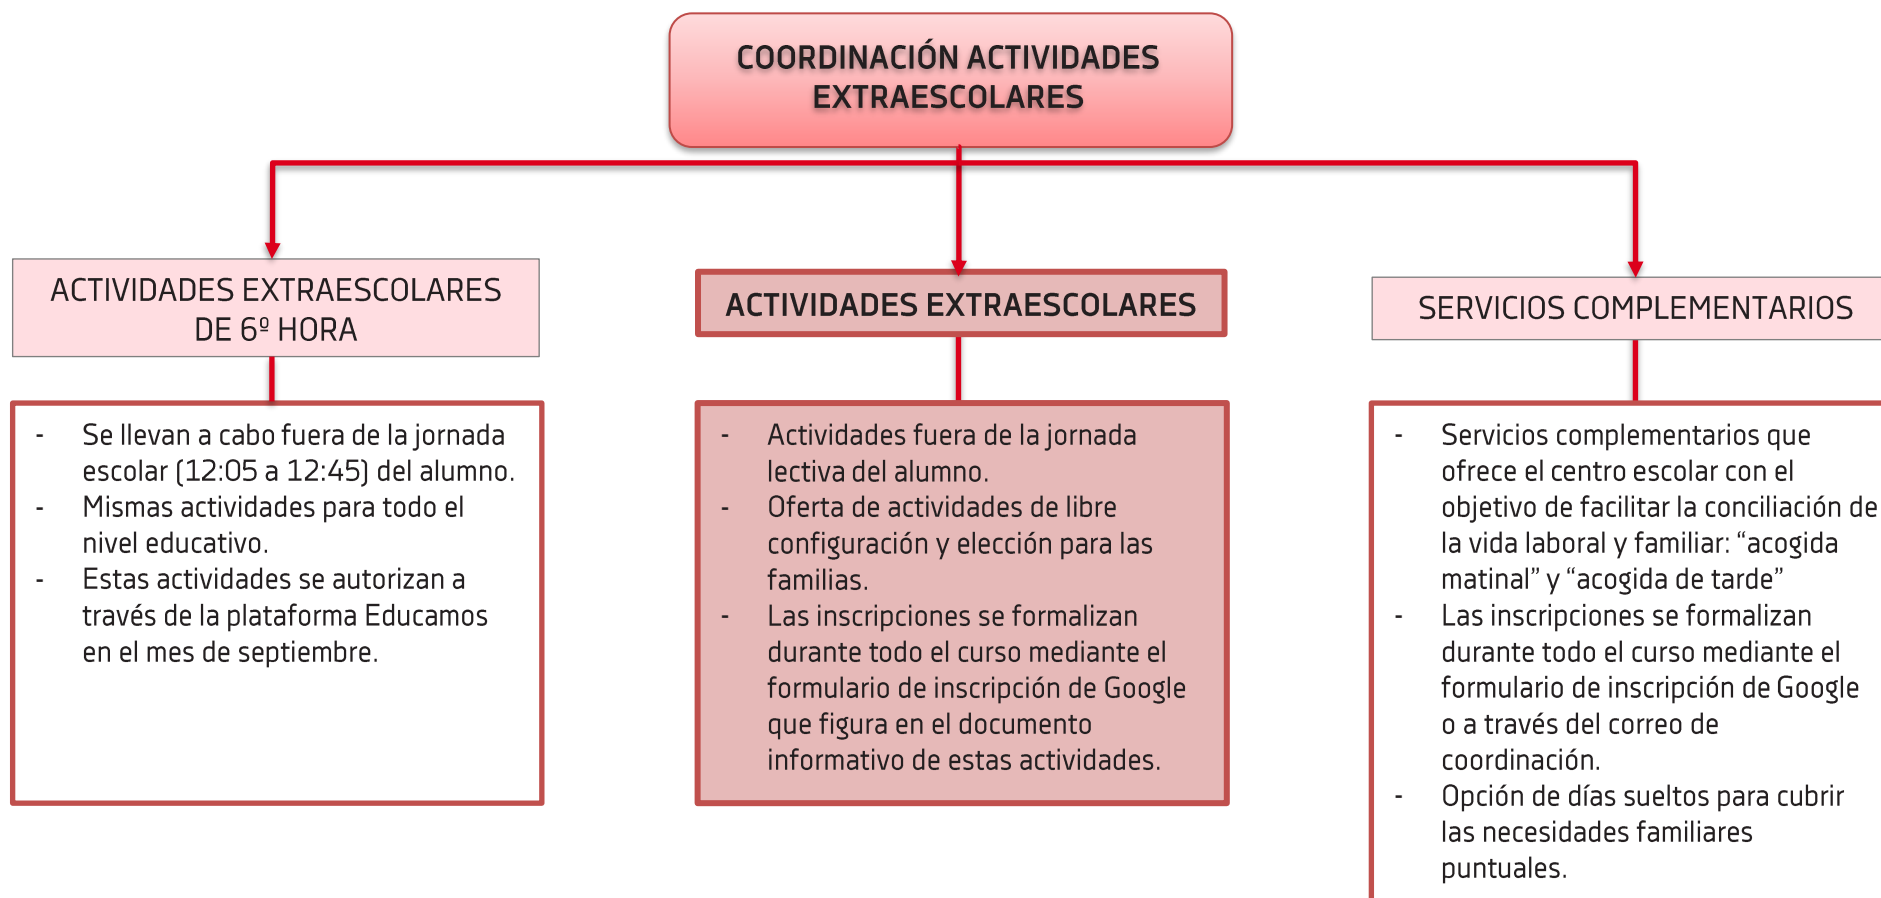 COORDINACIÓN ACTIVIDADES
EXTRAESCOLARES
ACTIVIDADES EXTRAESCOLARES
DE 6º HORA
- Se llevan a cabo fuera de la jornada
escolar (12:05 a 12:45) del alumno.
- Mismas actividades para todo el
nivel educativo.
- Estas actividades se autorizan a
través de la plataforma Educamos
en el mes de septiembre.
ACTIVIDADES EXTRAESCOLARES
- Actividades fuera de la jornada
lectiva del alumno.
- Oferta de actividades de libre
configuración y elección para las
familias.
- Las inscripciones se formalizan
durante todo el curso mediante el
formulario de inscripción de Google
que figura en el documento
informativo de estas actividades.
SERVICIOS COMPLEMENTARIOS
- Servicios complementarios que
ofrece el centro escolar con el
objetivo de facilitar la conciliación de
la vida laboral y familiar: “acogida
matinal” y “acogida de tarde”
- Las inscripciones se formalizan
durante todo el curso mediante el
formulario de inscripción de Google
o a través del correo de
coordinación.
- Opción de días sueltos para cubrir
las necesidades familiares
puntuales.